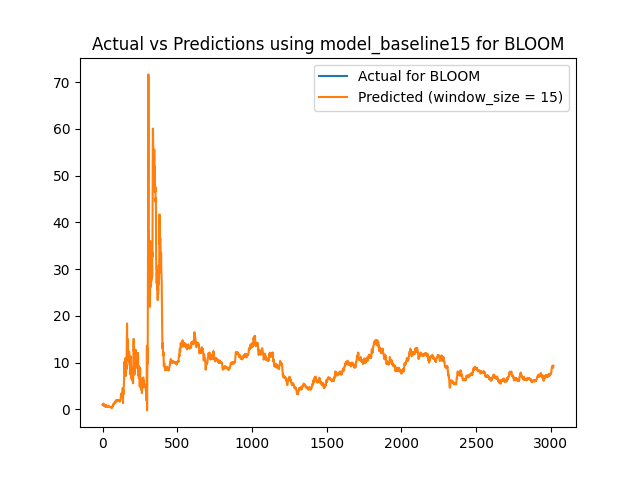 Actual vs Predictions using model_baseline15 for BLOOM
Actual for BLOOM
Predicted (window_size = 15)
70
60
50
40
30
20
10
0
0 500 1000 1500 2000 2500 3000